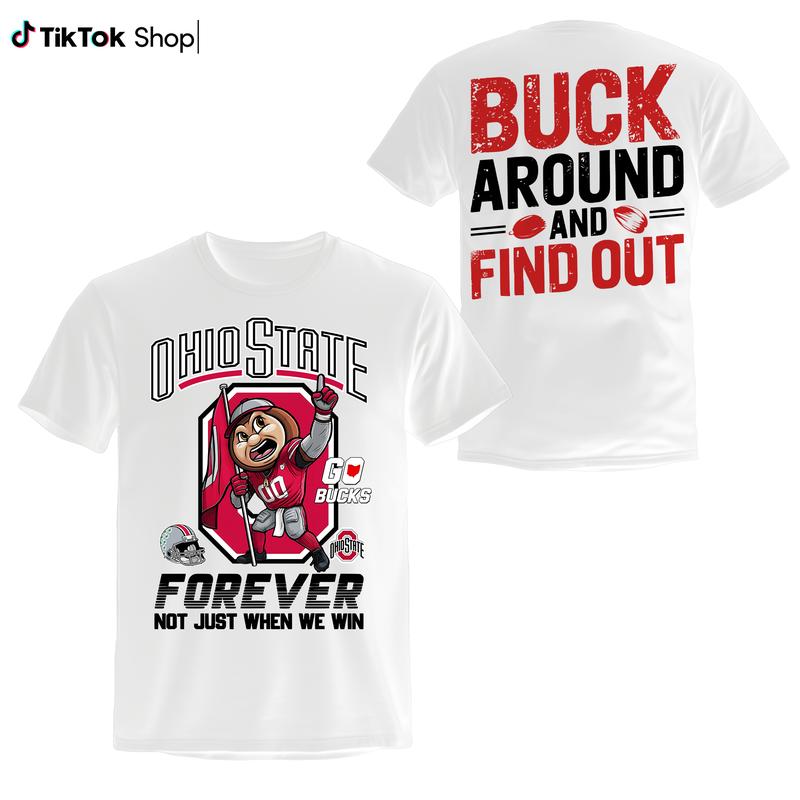 TikTok Shop
BUCK
AROUND
AND
FIND OUT
OHIO STATE
00
GO
BUCKS
OHIO STATE
FOREVER
NOT JUST WHEN WE WIN